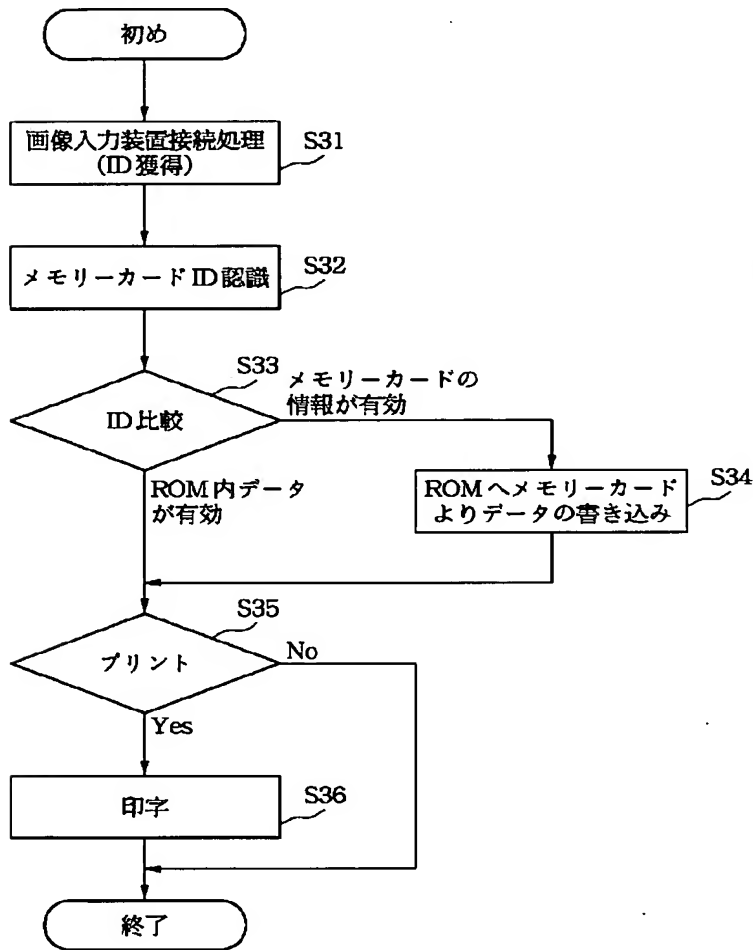 初め
画像入力装置接続処理
(ID獲得)
S31
メモリーカードID認識
S32
S33
ID比較
メモリーカードの
情報が有効
ROM内データ
が有効
ROMへメモリーカード
よりデータの書き込み
S34
S35
プリント
No
Yes
印字
S36
終了